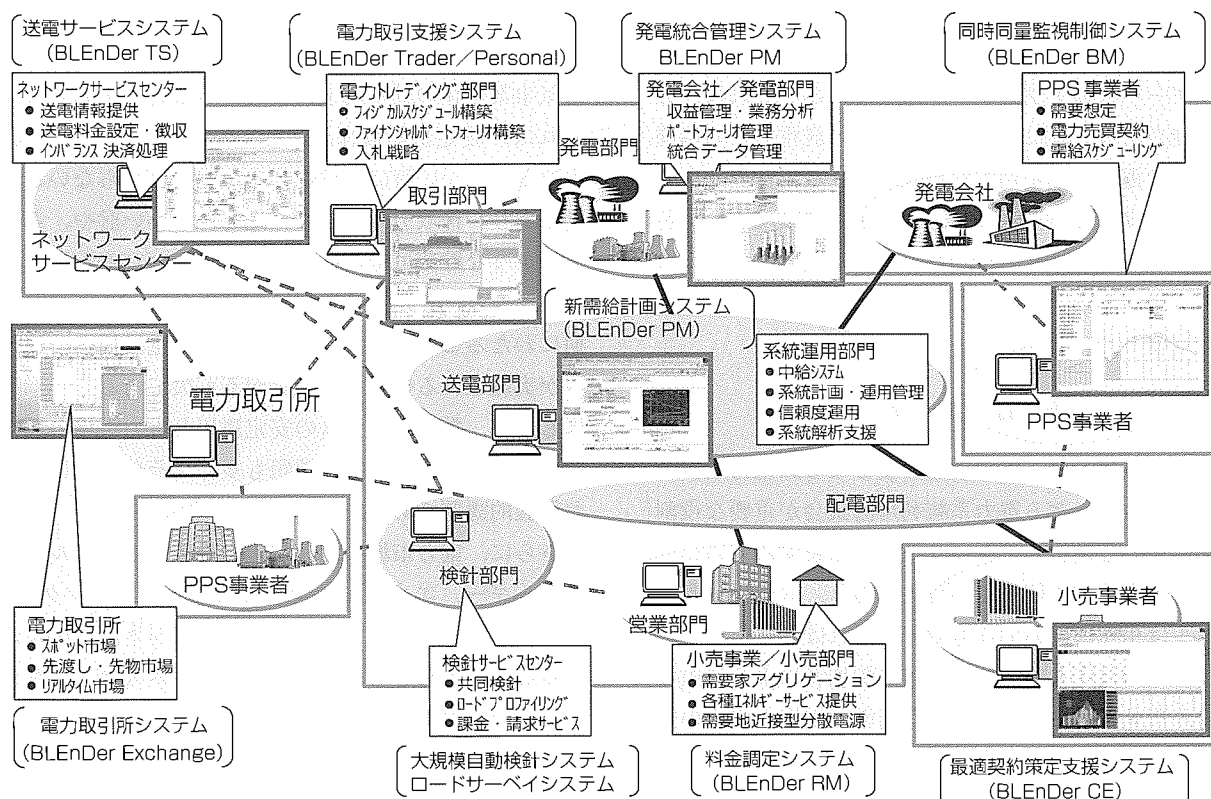 送電サービスシステム
(BLEnDer TS)
ネットワークサービスセンター
● 送電情報提供
● 送電料金設定・徴収
● インバランス 決済処理
ネットワーク
サービスセンター
電力取引支援システム
(BLEnDer Trader／Personal)
電力トレーディング部門
● フィジカルスケジュール構築
● ファイナンシャルポートフォーリオ構築
● 入札戦略
取引部門
発電統合管理システム
BLEnDer PM
発電会社／発電部門
収益管理・業務分析
ポートフォーリオ管理
統合データ管理
発電部門
同時同量監視制御システム
(BLEnDer BM)
PPS 事業者
● 需要想定
● 電力売買契約
● 需給スケジューリング
発電会社
PPS事業者
新需給計画システム
(BLEnDer PM)
送電部門
系統運用部門
● 中給システム
● 系統計画・運用管理
● 信頼度運用
● 系統解析支援
電力取引所
配電部門
PPS事業者
検針部門
営業部門
小売事業者
電力取引所
● スポット市場
● 先渡し・先物市場
● リアルタイム市場
電力取引所システム
(BLEnDer Exchange)
検針サービスセンター
● 共同検針
● ロードプロファイリング
● 課金・請求サービス
大規模自動検針システム
ロードサーベイシステム
小売事業／小売部門
● 需要家アグリゲーション
● 各種エネルギーサービス提供
● 需要地近接型分散電源
料金調定システム
(BLEnDer RM)
最適契約策定支援システム
(BLEnDer CE)